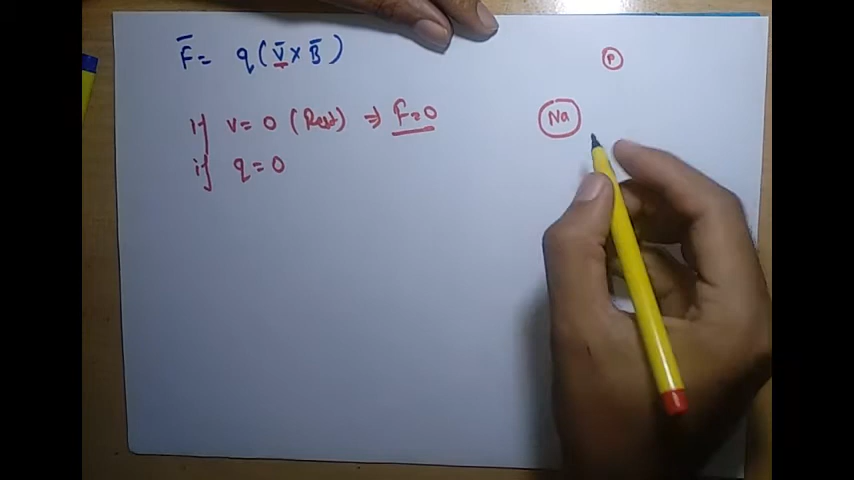 F̄ = q ( V̄ × B̄ )
P
if v = 0 (Rest) ⇒ F = 0
Na
if q = 0